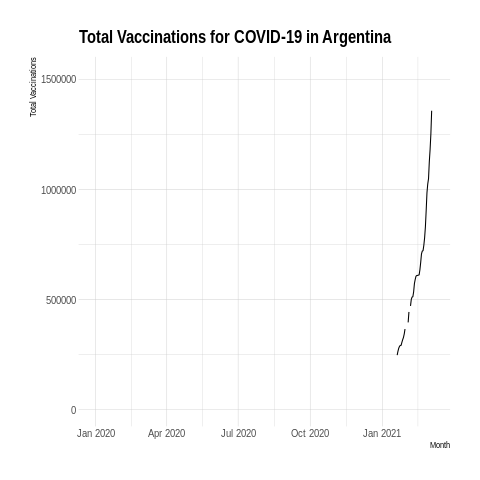 Total Vaccinations for COVID-19 in Argentina
Total Vaccinations
1500000
1000000
500000
0
Jan 2020 Apr 2020 Jul 2020 Oct 2020 Jan 2021
Month